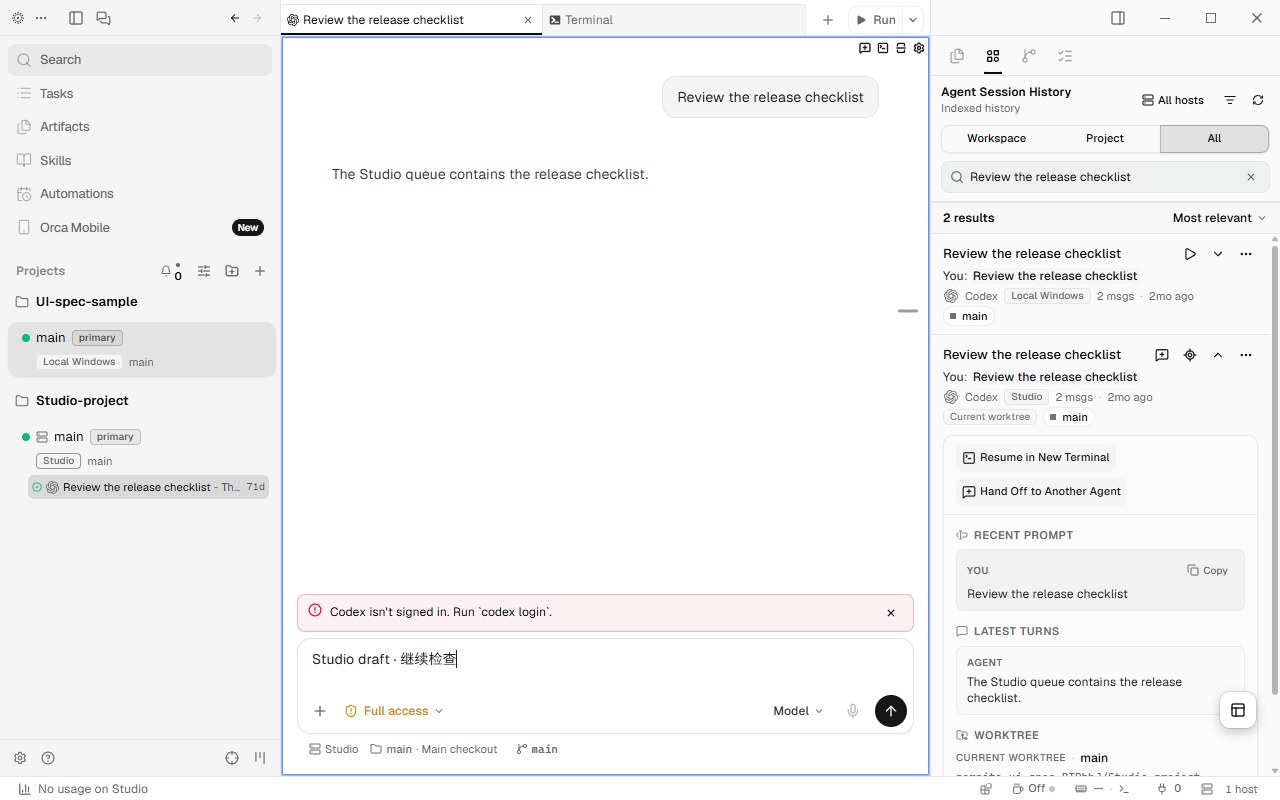 Review the release checklist
Terminal
Run
Search
Tasks
Artifacts
Skills
Automations
Orca Mobile
New
Projects
0
UI-spec-sample
main primary
Local Windows main
Studio-project
main primary
Studio main
Review the release checklist - Th... 71d
No usage on Studio
Review the release checklist
The Studio queue contains the release checklist.
Codex isn't signed in. Run `codex login`.
Studio draft · 继续检查
Full access
Model
Studio main · Main checkout main
Agent Session History
Indexed history
All hosts
Workspace Project All
Review the release checklist
2 results
Most relevant
Review the release checklist
You: Review the release checklist
Codex Local Windows 2 msgs · 2mo ago
main
Review the release checklist
You: Review the release checklist
Codex Studio 2 msgs · 2mo ago
Current worktree main
Resume in New Terminal
Hand Off to Another Agent
RECENT PROMPT
YOU
Copy
Review the release checklist
LATEST TURNS
AGENT
The Studio queue contains the release
checklist.
WORKTREE
CURRENT WORKTREE · main
Off
0
1 host